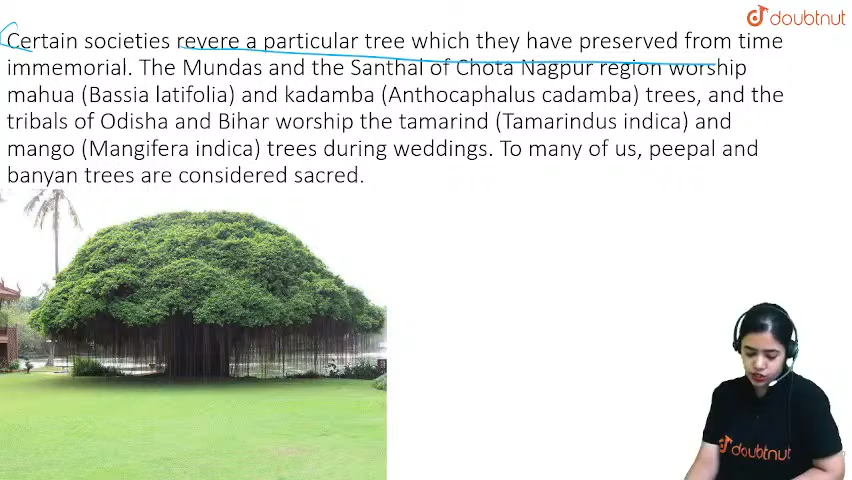 doubtnut
Certain societies revere a particular tree which they have preserved from time
immemorial. The Mundas and the Santhal of Chota Nagpur region worship
mahua (Bassia latifolia) and kadamba (Anthocaphalus cadamba) trees, and the
tribals of Odisha and Bihar worship the tamarind (Tamarindus indica) and
mango (Mangifera indica) trees during weddings. To many of us, peepal and
banyan trees are considered sacred.
doubtnut